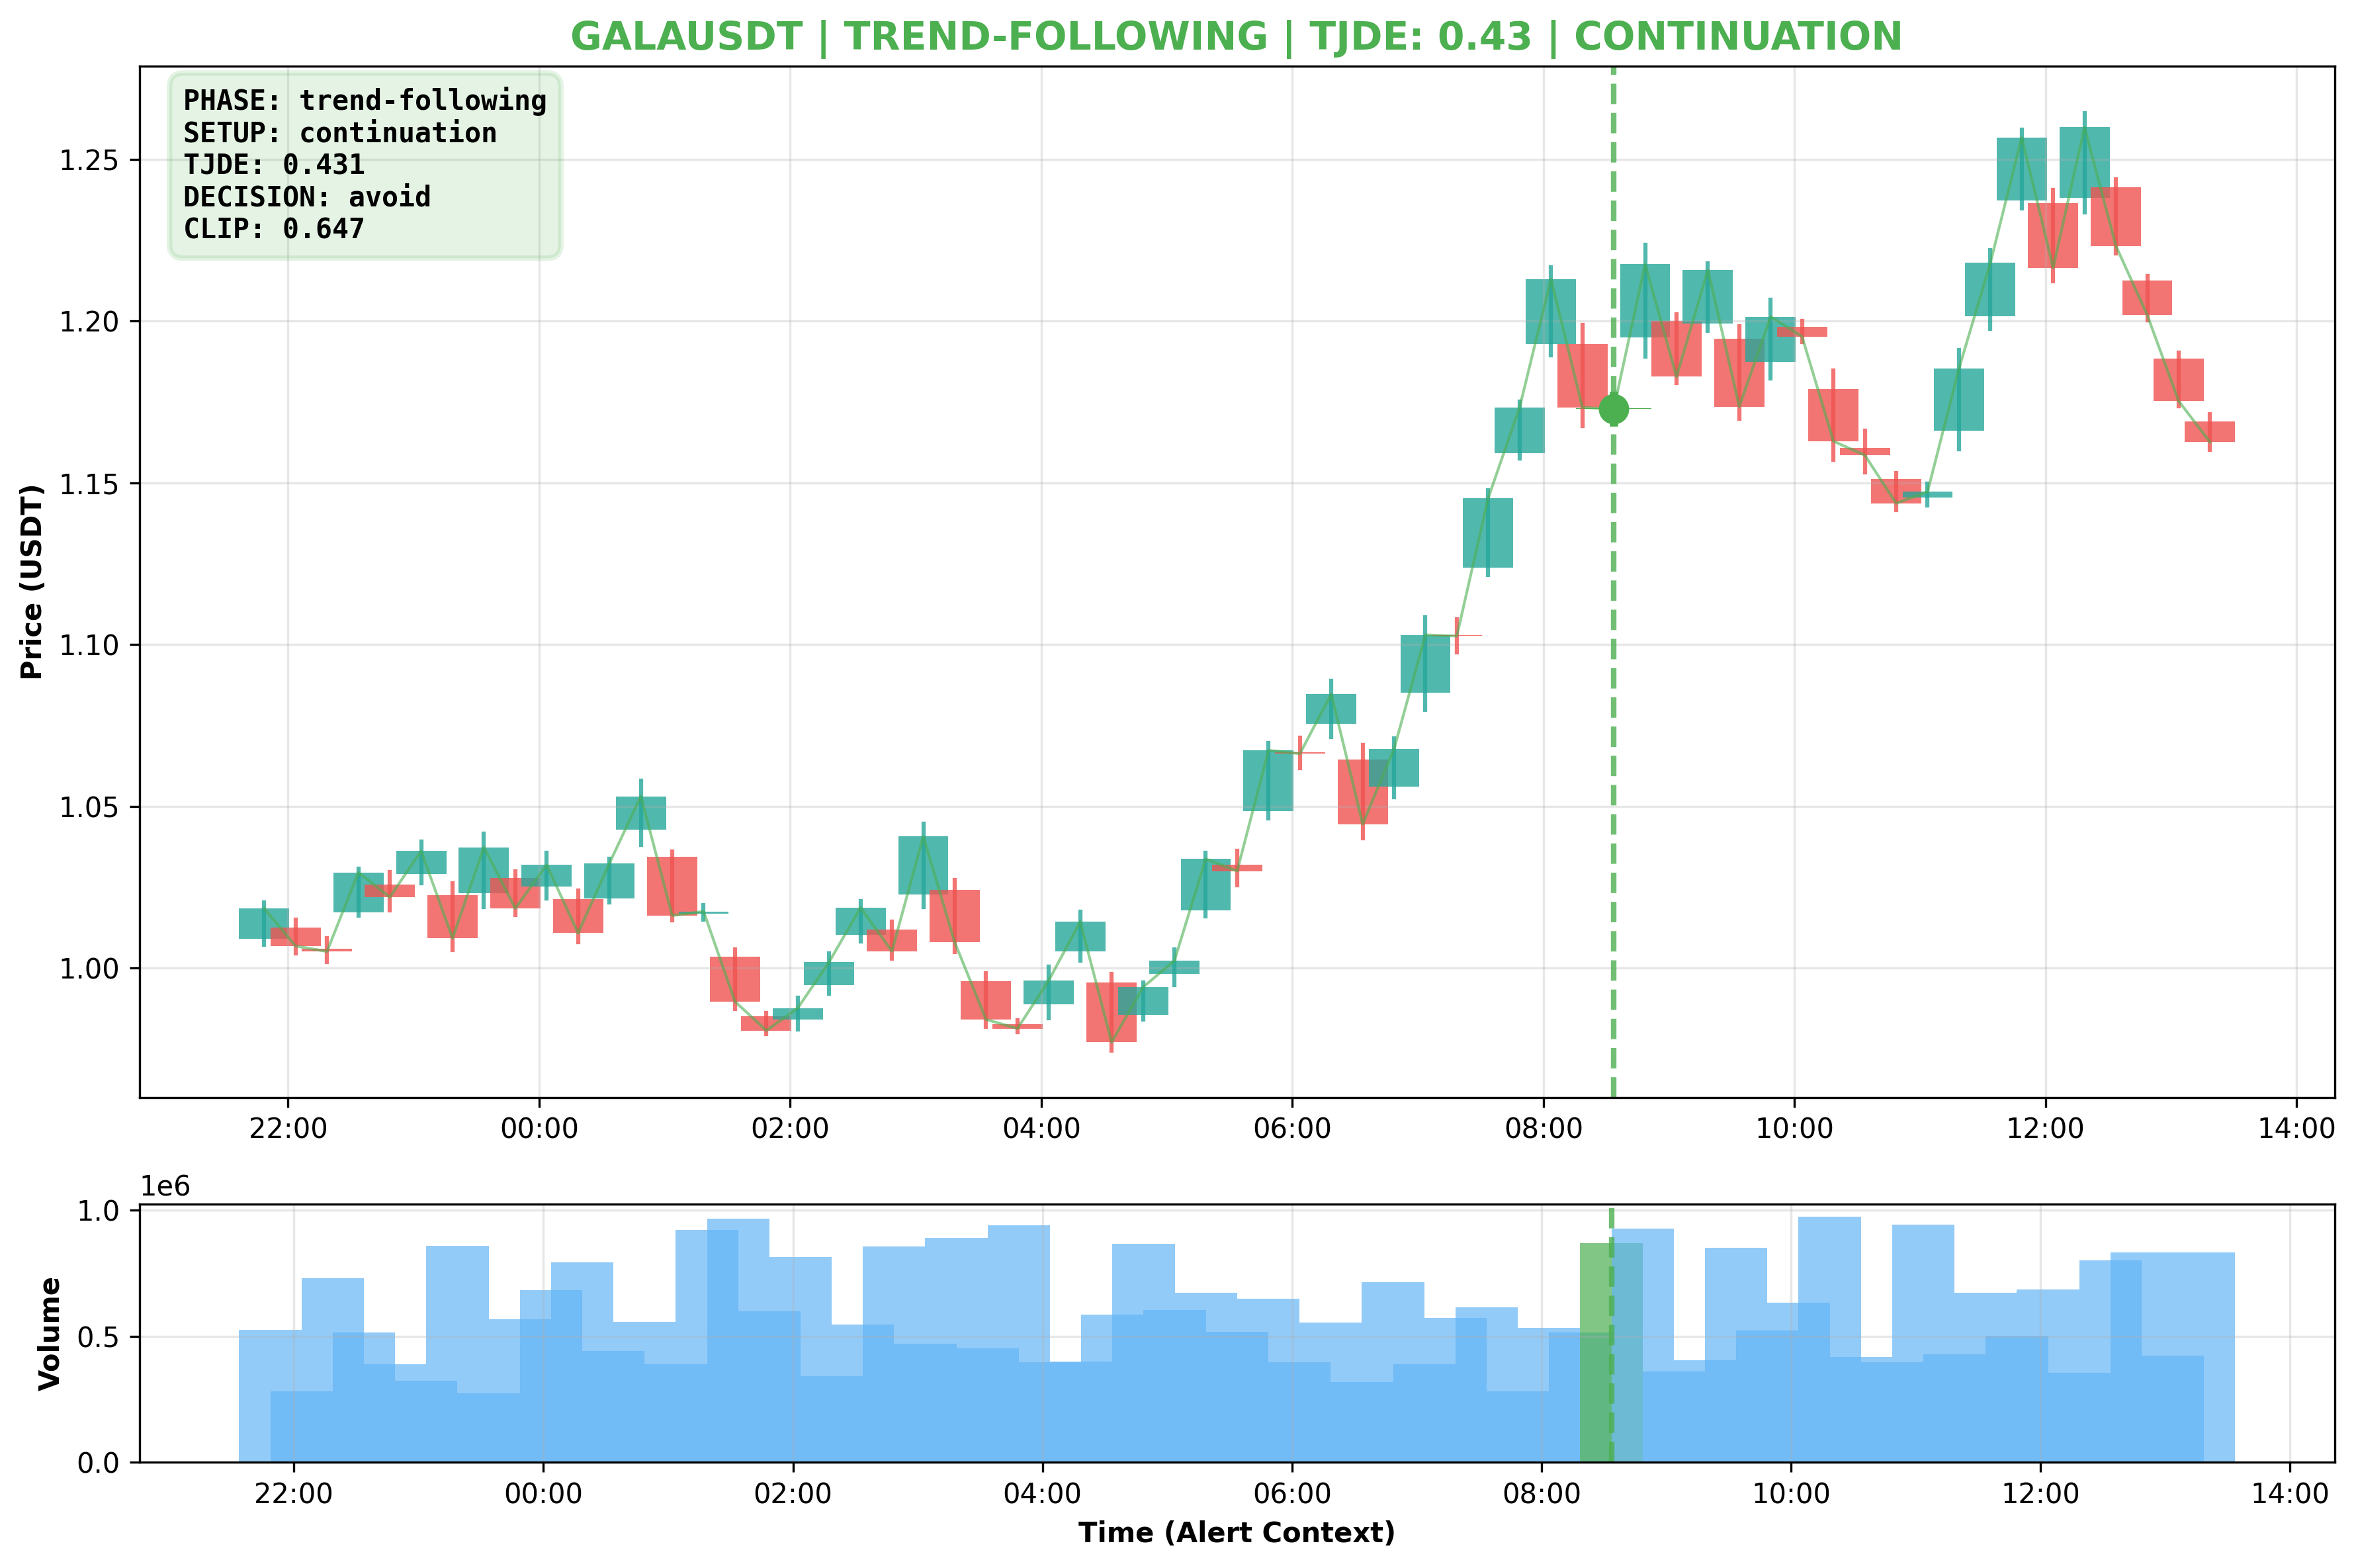 GALAUSDT | TREND-FOLLOWING | TJDE: 0.43 | CONTINUATION
PHASE: trend-following
SETUP: continuation
TJDE: 0.431
DECISION: avoid
CLIP: 0.647
Price (USDT)
1.25
1.20
1.15
1.10
1.05
1.00
22:00 00:00 02:00 04:00 06:00 08:00 10:00 12:00 14:00
1e6
Volume
1.0
0.5
0.0
22:00 00:00 02:00 04:00 06:00 08:00 10:00 12:00 14:00
Time (Alert Context)